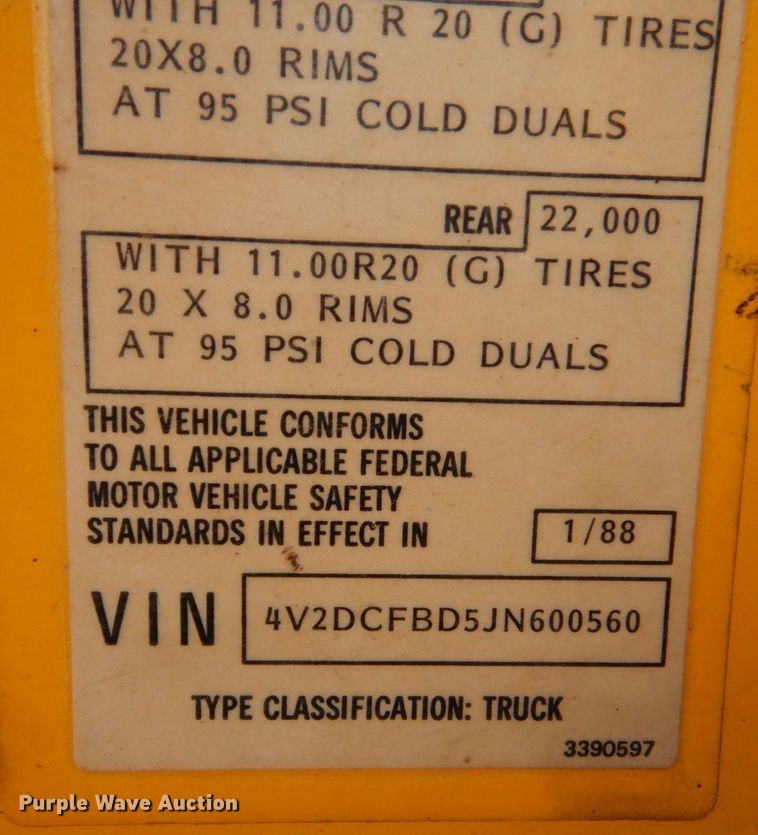 WITH 11.00 R 20 (G) TIRES
20X8.0 RIMS
AT 95 PSI COLD DUALS
REAR 22,000
WITH 11.00R20 (G) TIRES
20 X 8.0 RIMS
AT 95 PSI COLD DUALS
THIS VEHICLE CONFORMS
TO ALL APPLICABLE FEDERAL
MOTOR VEHICLE SAFETY
STANDARDS IN EFFECT IN 1/88
VIN 4V2DCFBD5JN600560
TYPE CLASSIFICATION: TRUCK
3390597
Purple Wave Auction